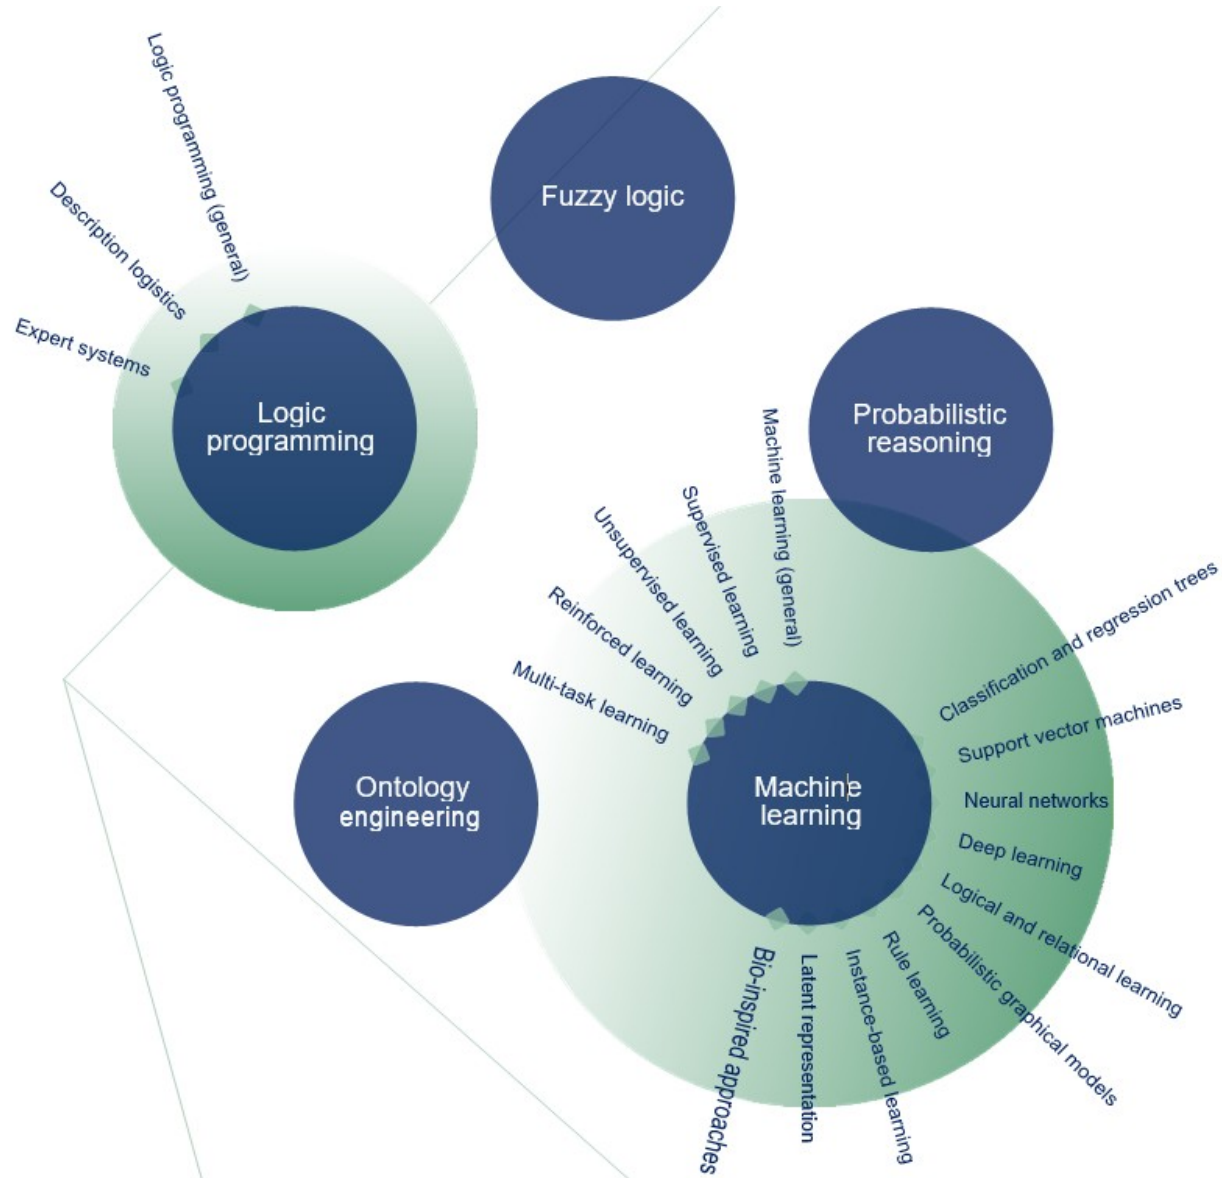 Logic programming (general)
Description logistics
Expert systems
Logic
programming
Fuzzy logic
Probabilistic
reasoning
Machine learning (general)
Supervised learning
Unsupervised learning
Reinforced learning
Multi-task learning
Ontology
engineering
Machine
learning
Classification and regression trees
Support vector machines
Neural networks
Deep learning
Logical and relational learning
Probabilistic graphical models
Rule learning
Instance-based learning
Latent representation
Bio-inspired approaches